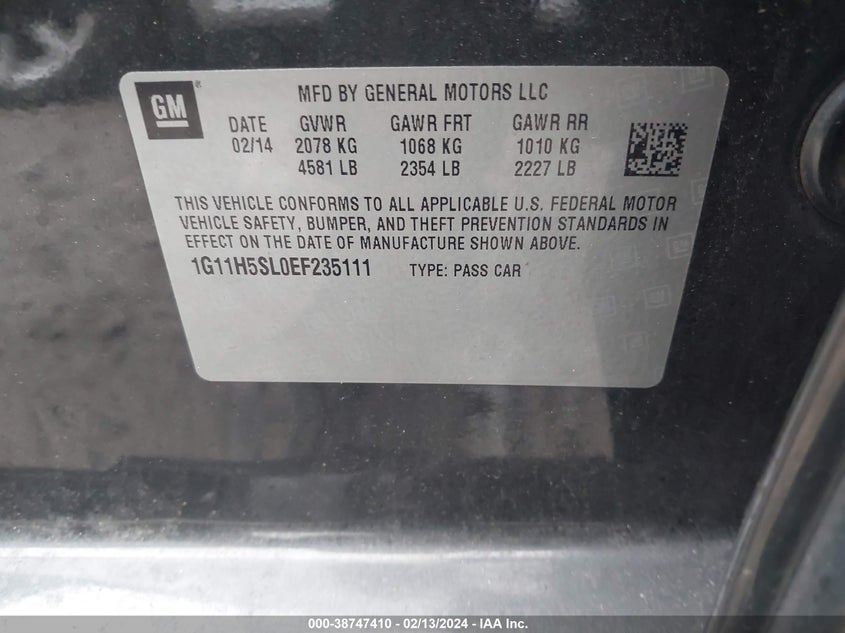 GM
MFD BY GENERAL MOTORS LLC
DATE GVWR GAWR FRT GAWR RR
02/14 2078 KG 1068 KG 1010 KG
4581 LB 2354 LB 2227 LB
THIS VEHICLE CONFORMS TO ALL APPLICABLE U.S. FEDERAL MOTOR
VEHICLE SAFETY, BUMPER, AND THEFT PREVENTION STANDARDS IN
EFFECT ON THE DATE OF MANUFACTURE SHOWN ABOVE.
1G11H5SL0EF235111 TYPE: PASS CAR
000-38747410 - 02/13/2024 - IAA Inc.